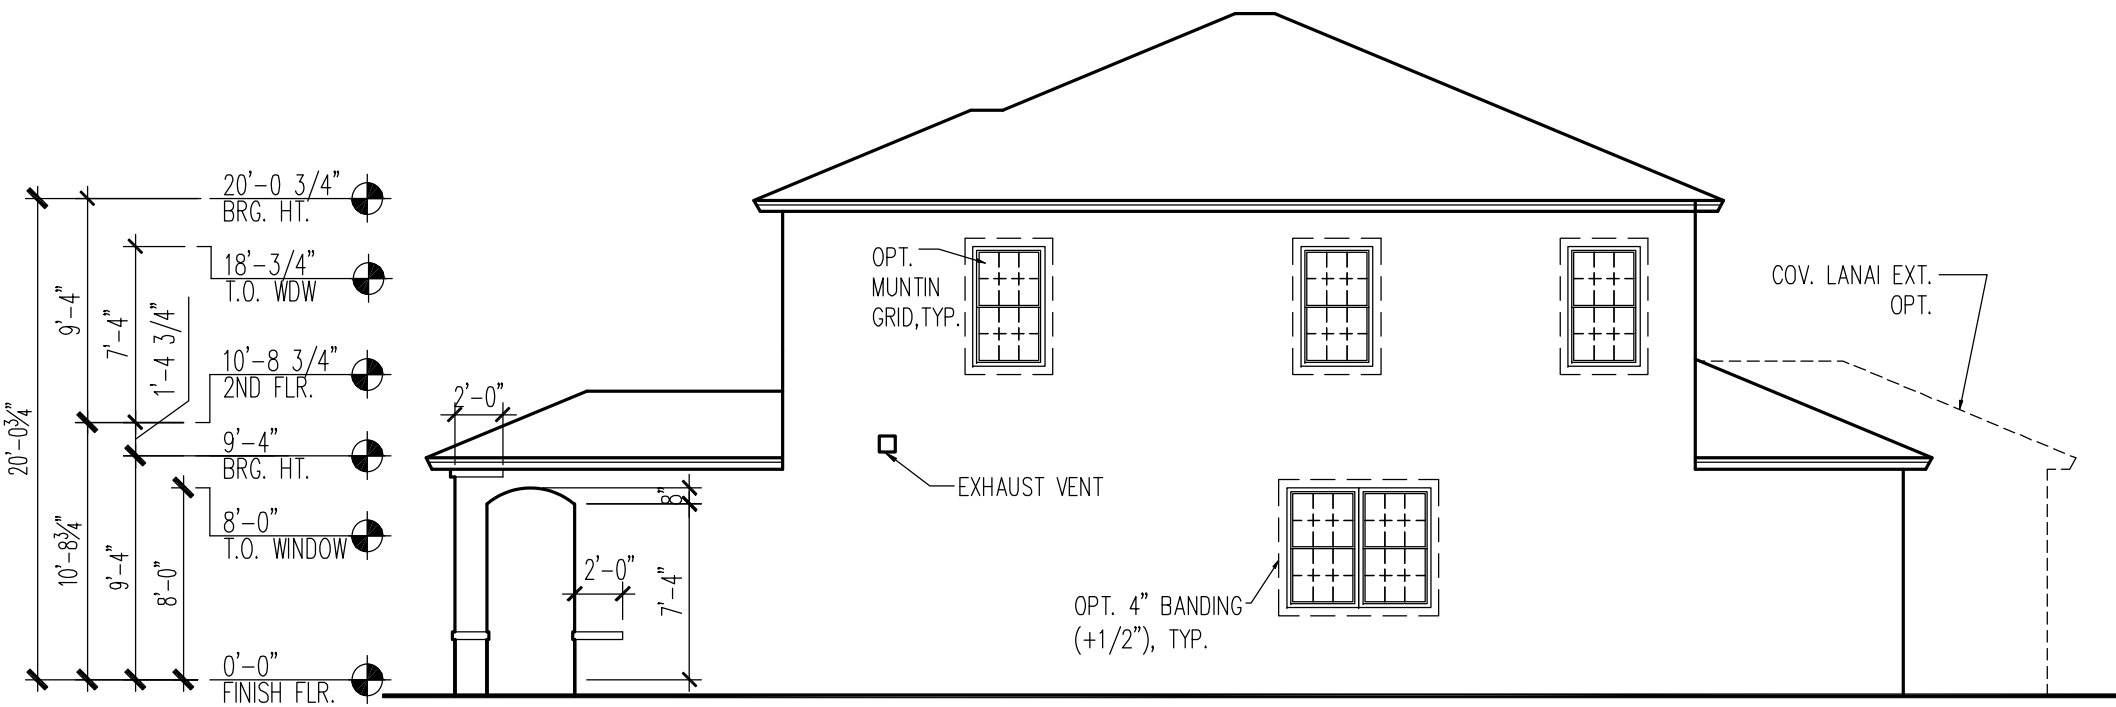 20'-0 3/4"
BRG. HT.
18'-3/4"
T.O. WDW
10'-8 3/4"
2ND FLR.
9'-4"
BRG. HT.
8'-0"
T.O. WINDOW
0'-0"
FINISH FLR.
20'-0¾"
9'-4"
10'-8¾"
7'-4"
9'-4"
1'-4 3/4"
8'-0"
2'-0"
8"
2'-0"
7'-4"
OPT.
MUNTIN
GRID,TYP.
EXHAUST VENT
OPT. 4" BANDING
(+1/2"), TYP.
COV. LANAI EXT.
OPT.